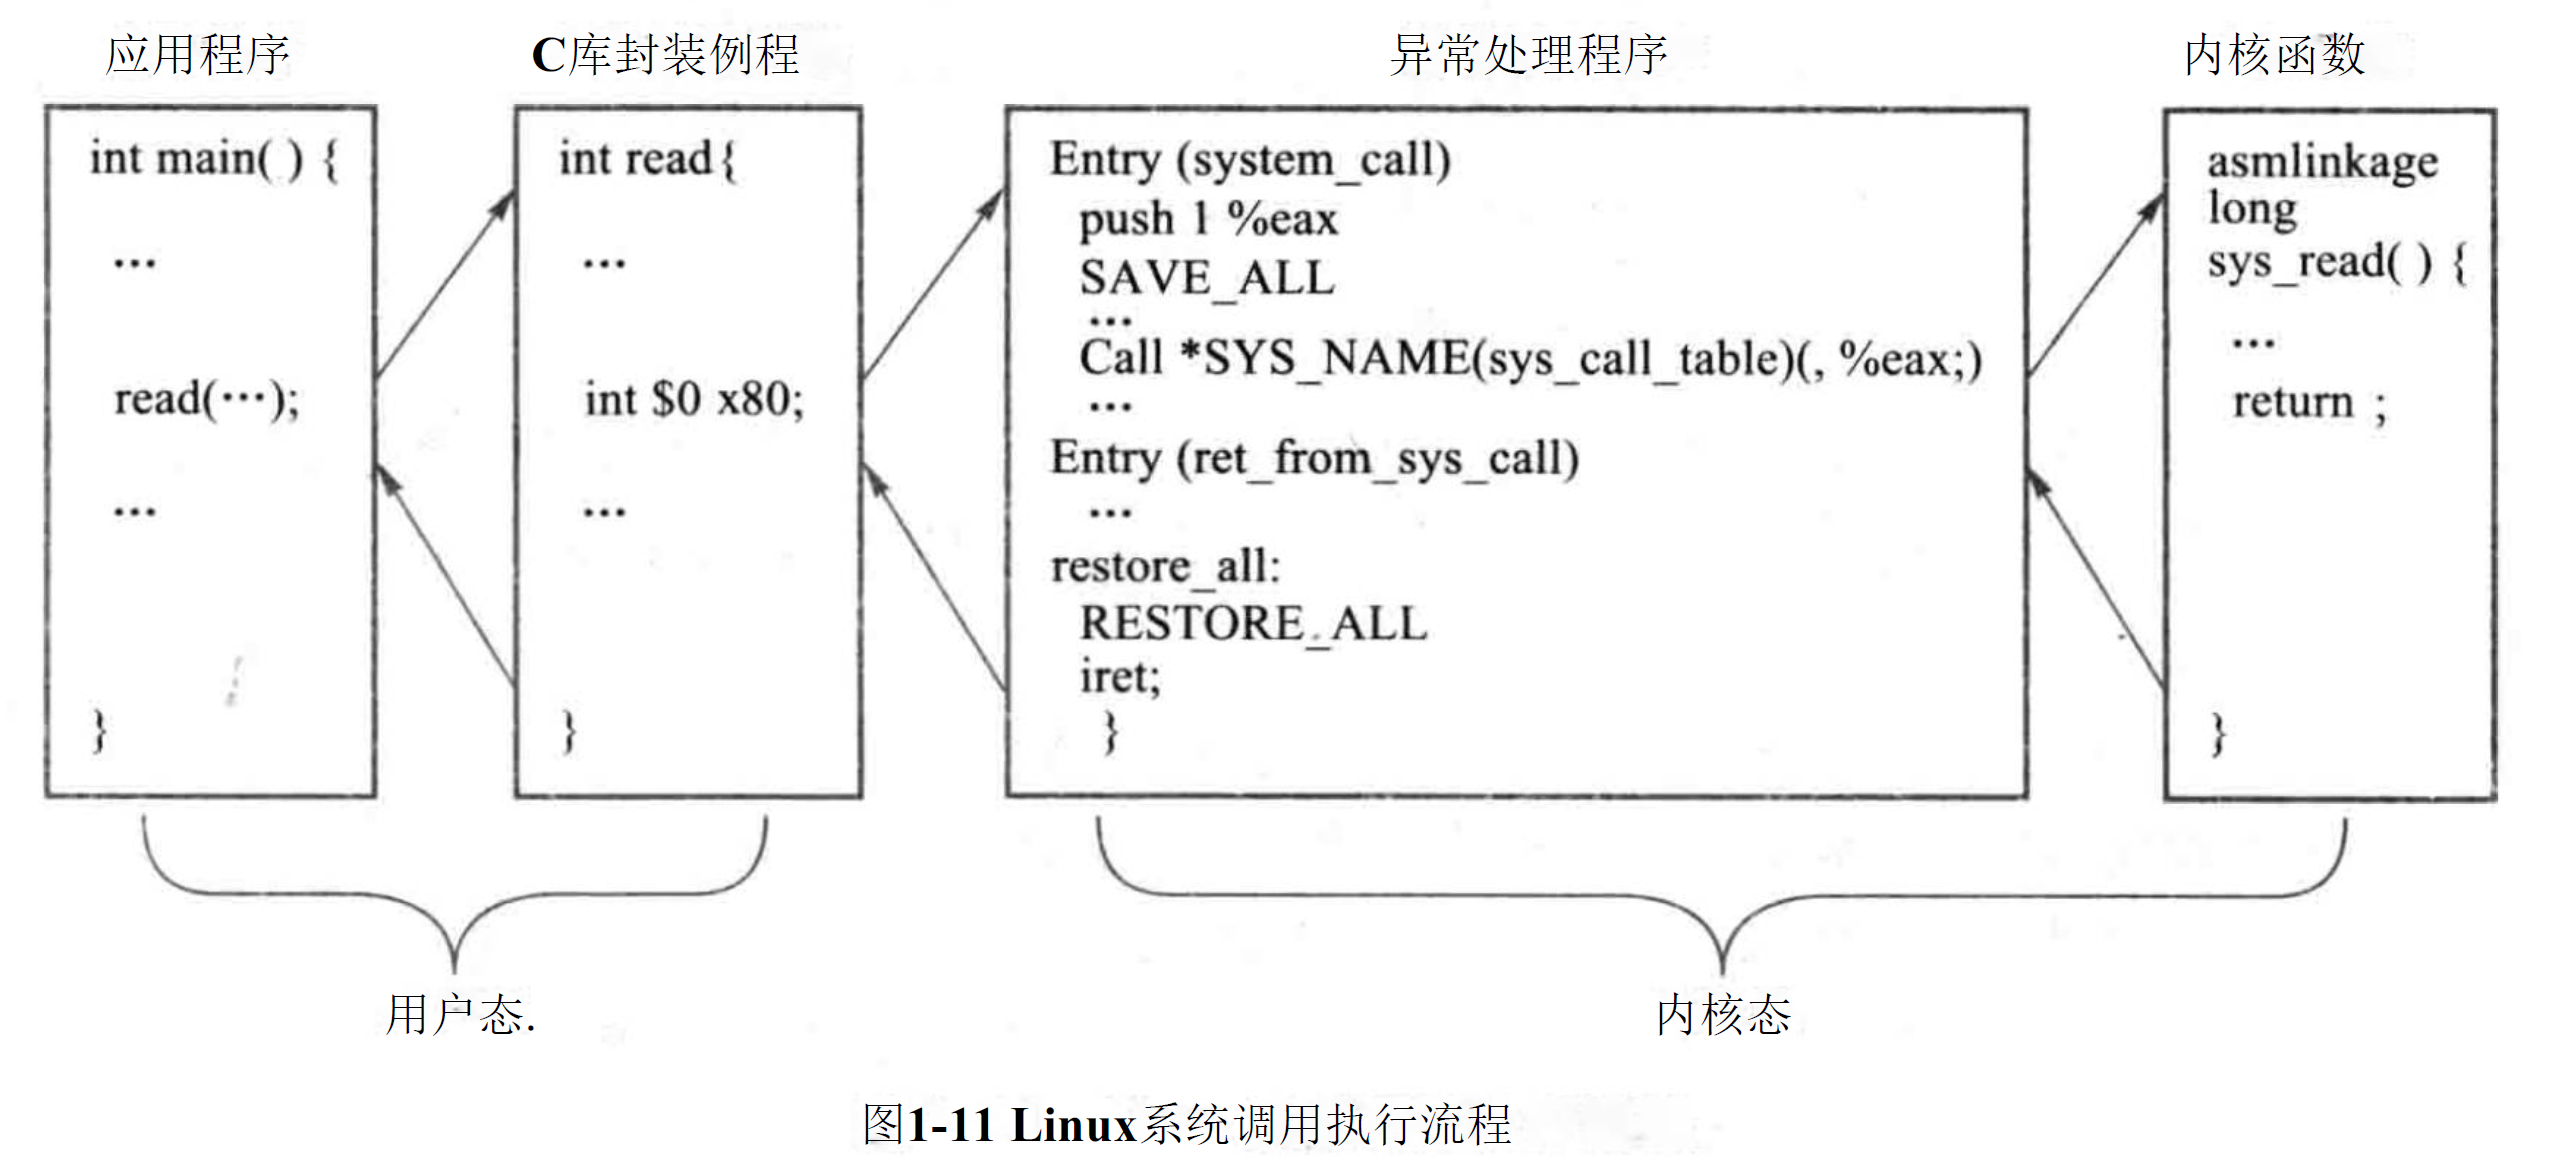 应用程序
int main( ) {
...
read(···);
...
}
C库封装例程
int read{
...
int $0 x80;
...
}
异常处理程序
Entry (system_call)
push 1 %eax
SAVE_ALL
...
Call *SYS_NAME(sys_call_table)(, %eax;)
...
Entry (ret_from_sys_call)
...
restore_all:
RESTORE_ALL
iret;
}
内核函数
asmlinkage
long
sys_read( ) {
...
return ;
}
用户态.
内核态
图1-11 Linux系统调用执行流程